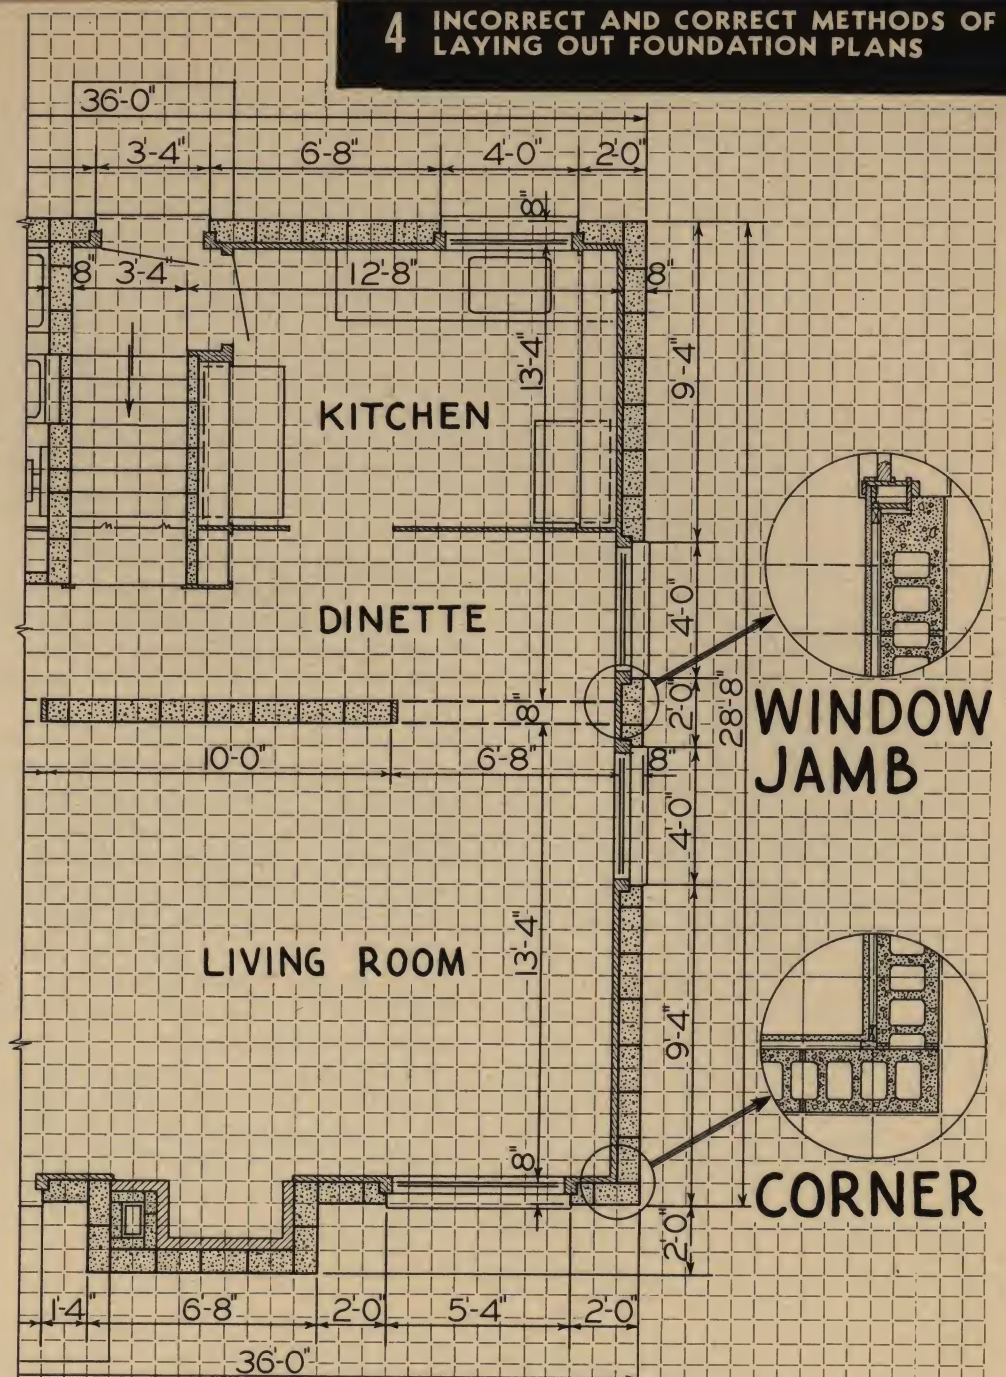 4 INCORRECT AND CORRECT METHODS OF
LAYING OUT FOUNDATION PLANS
36'-0"
3'-4" 6'-8" 4'-0" 2'-0"
8"
8" 3'-4" 12'-8" 8"
13'-4"
9'-4"
KITCHEN
DINETTE
4'-0"
8"
2'-0"
28'-8"
WINDOW
JAMB
10'-0" 6'-8" 8"
4'-0"
LIVING ROOM
13'-4"
9'-4"
8"
CORNER
2'-0"
1'-4" 6'-8" 2'-0" 5'-4" 2'-0"
36'-0"